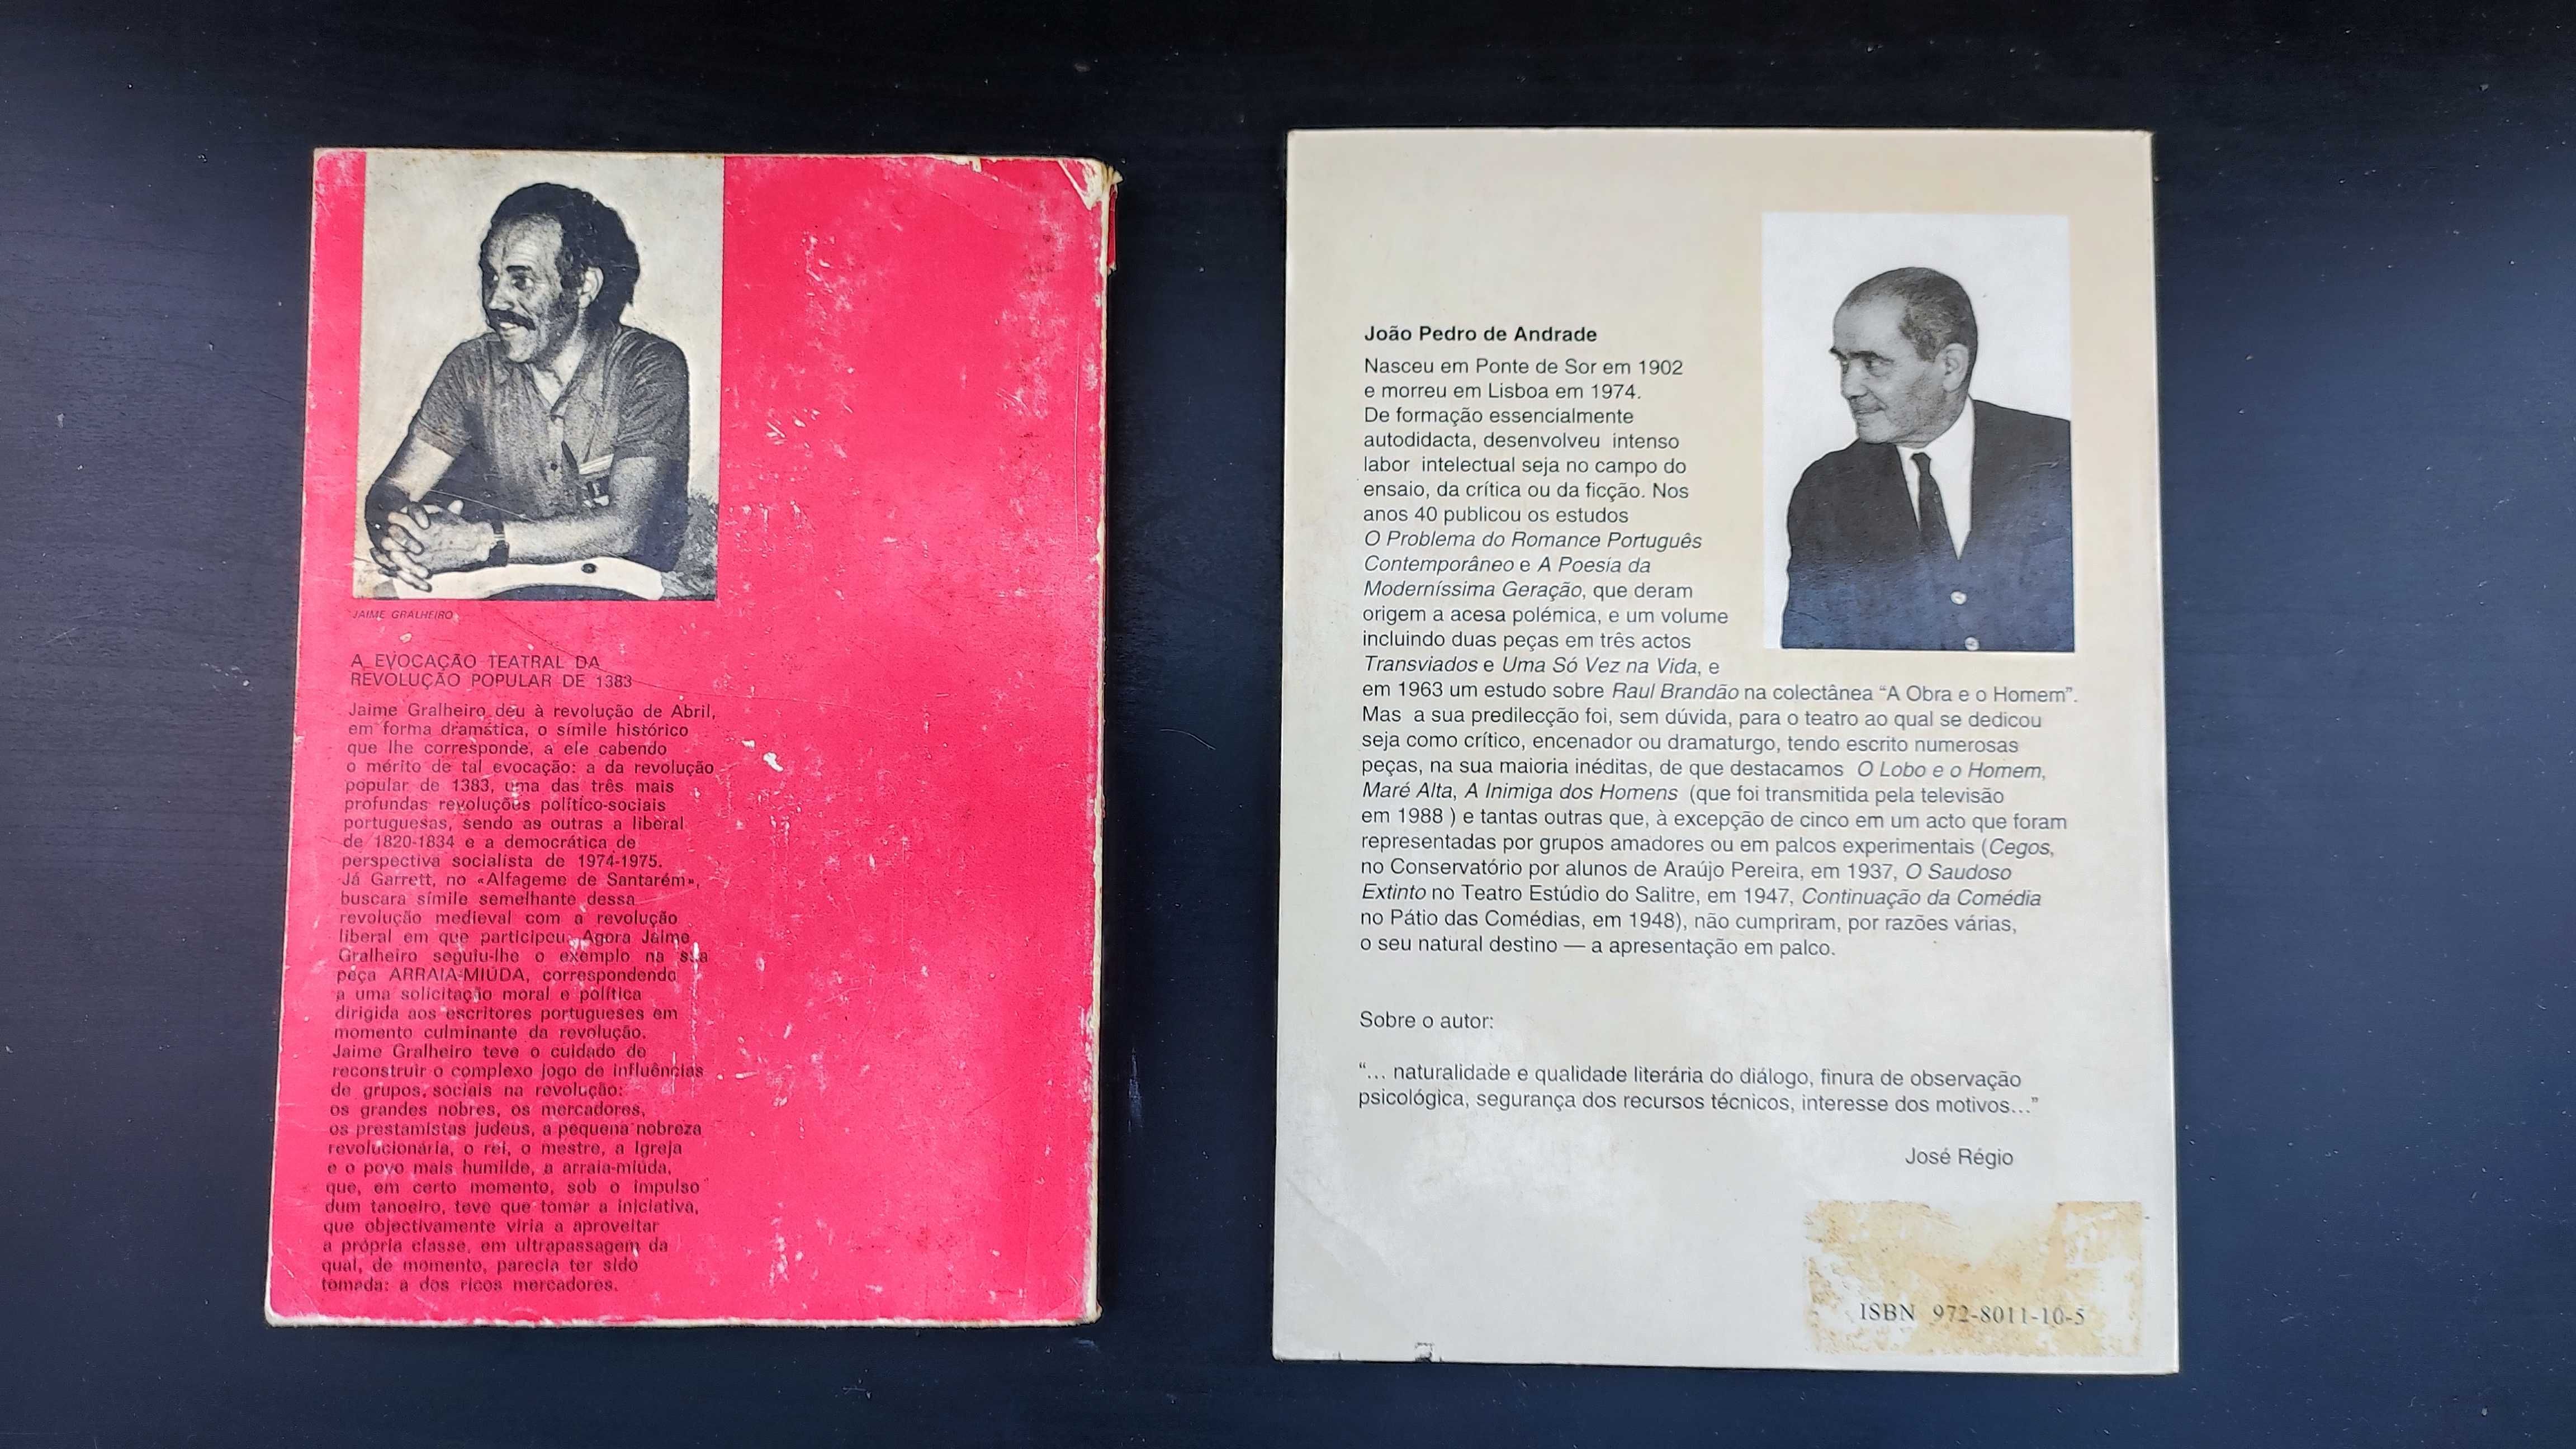 JAIME GRALHEIRO
A EVOCAÇÃO TEATRAL DA
REVOLUÇÃO POPULAR DE 1383
Jaime Gralheiro deu à revolução de Abril,
em forma dramática, o símile histórico
que lhe corresponde, a ele cabendo
o mérito de tal evocação: a da revolução
popular de 1383, uma das três mais
profundas revoluções político-sociais
portuguesas, sendo as outras a liberal
de 1820-1834 e a democrática de
perspectiva socialista de 1974-1975.
Já Garrett, no «Alfageme de Santarém»,
buscara símile semelhante dessa
revolução medieval com a revolução
liberal em que participou. Agora Jaime
Gralheiro seguiu-lhe o exemplo na sua
peça ARRAIA-MIÚDA, correspondendo
a uma solicitação moral e política
dirigida aos escritores portugueses em
momento culminante da revolução.
Jaime Gralheiro teve o cuidado de
reconstruir o complexo jogo de influências
de grupos sociais na revolução:
os grandes nobres, os mercadores,
os prestamistas judeus, a pequena nobreza
revolucionária, o rei, o mestre, a igreja
e o povo mais humilde, a arraia-miúda,
que, em certo momento, sob o impulso
dum tanoeiro, teve que tomar a iniciativa,
que objectivamente viria a aproveitar
a própria classe, em ultrapassagem da
qual, de momento, parecia ter sido
tomada: a dos ricos mercadores.
João Pedro de Andrade
Nasceu em Ponte de Sor em 1902
e morreu em Lisboa em 1974.
De formação essencialmente
autodidacta, desenvolveu intenso
labor intelectual seja no campo do
ensaio, da crítica ou da ficção. Nos
anos 40 publicou os estudos
O Problema do Romance Português
Contemporâneo e A Poesia da
Moderníssima Geração, que deram
origem a acesa polémica, e um volume
incluindo duas peças em três actos
Transviados e Uma Só Vez na Vida, e
em 1963 um estudo sobre Raul Brandão na colectânea “A Obra e o Homem”.
Mas a sua predilecção foi, sem dúvida, para o teatro ao qual se dedicou
seja como crítico, encenador ou dramaturgo, tendo escrito numerosas
peças, na sua maioria inéditas, de que destacamos O Lobo e o Homem,
Maré Alta, A Inimiga dos Homens (que foi transmitida pela televisão
em 1988 ) e tantas outras que, à excepção de cinco em um acto que foram
representadas por grupos amadores ou em palcos experimentais (Cegos,
no Conservatório por alunos de Araújo Pereira, em 1937, O Saudoso
Extinto no Teatro Estúdio do Salitre, em 1947, Continuação da Comédia
no Pátio das Comédias, em 1948), não cumpriram, por razões várias,
o seu natural destino — a apresentação em palco.
Sobre o autor:
“... naturalidade e qualidade literária do diálogo, finura de observação
psicológica, segurança dos recursos técnicos, interesse dos motivos...”
José Régio
ISBN 972-8011-10-5